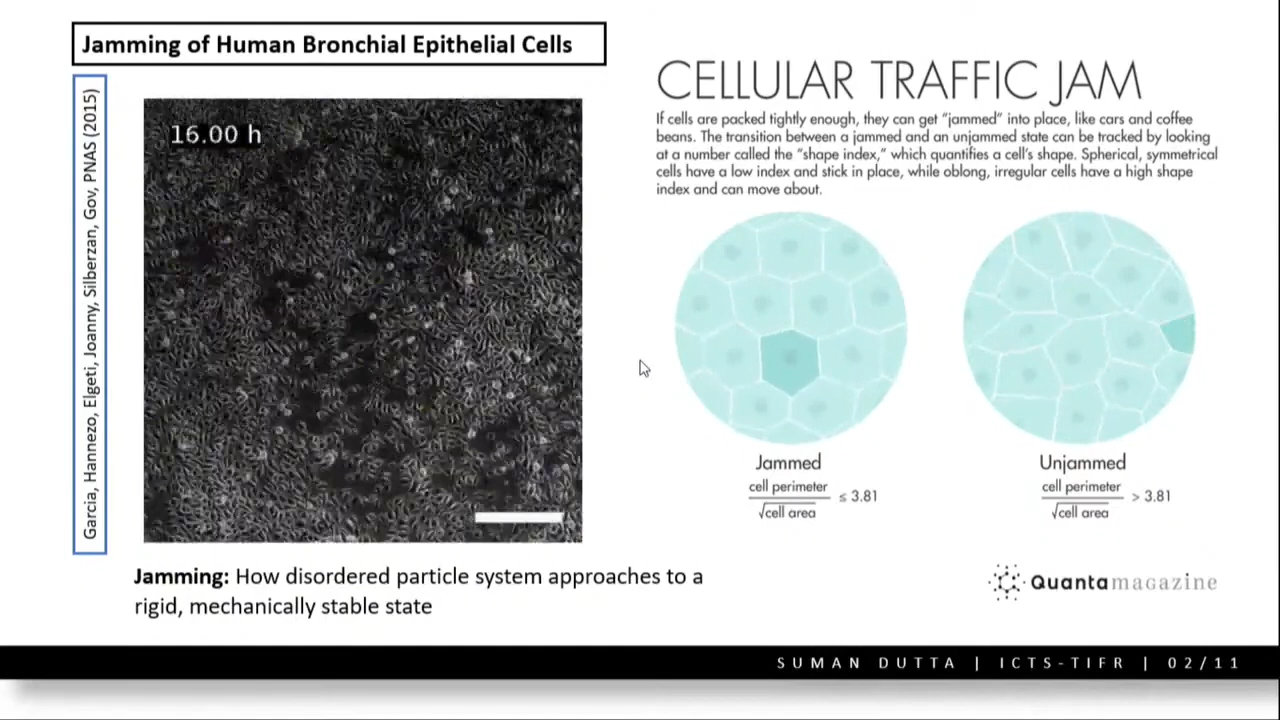 Jamming of Human Bronchial Epithelial Cells
Garcia, Hannezo, Elgeti, Joanny, Silberzan, Gov, PNAS (2015)
16.00 h
Jamming: How disordered particle system approaches to a
rigid, mechanically stable state
CELLULAR TRAFFIC JAM
If cells are packed tightly enough, they can get “jammed” into place, like cars and coffee
beans. The transition between a jammed and an unjammed state can be tracked by looking
at a number called the “shape index,” which quantifies a cell’s shape. Spherical, symmetrical
cells have a low index and stick in place, while oblong, irregular cells have a high shape
index and can move about.
Jammed
cell perimeter
√cell area
≤ 3.81
Unjammed
cell perimeter
√cell area
> 3.81
Quantamagazine
SUMAN DUTTA | ICTS-TIFR | 02/11